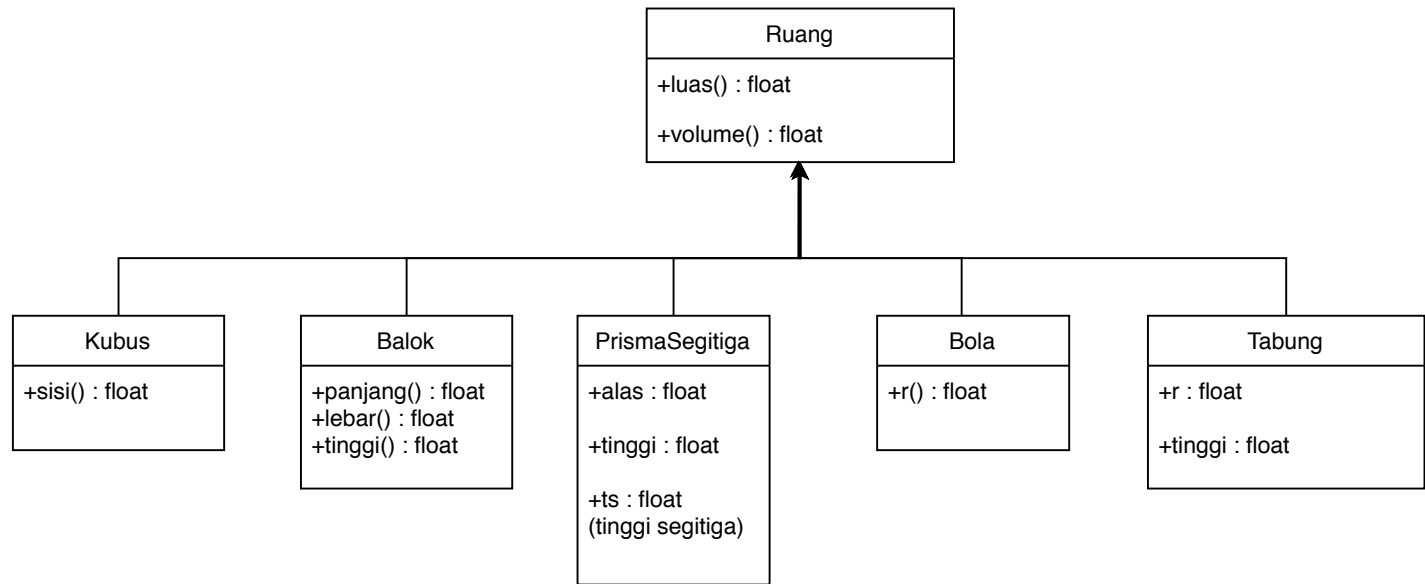 Ruang
+luas() : float
+volume() : float
Kubus
+sisi() : float
Balok
+panjang() : float
+lebar() : float
+tinggi() : float
PrismaSegitiga
+alas : float
+tinggi : float
+ts : float
(tinggi segitiga)
Bola
+r() : float
Tabung
+r : float
+tinggi : float